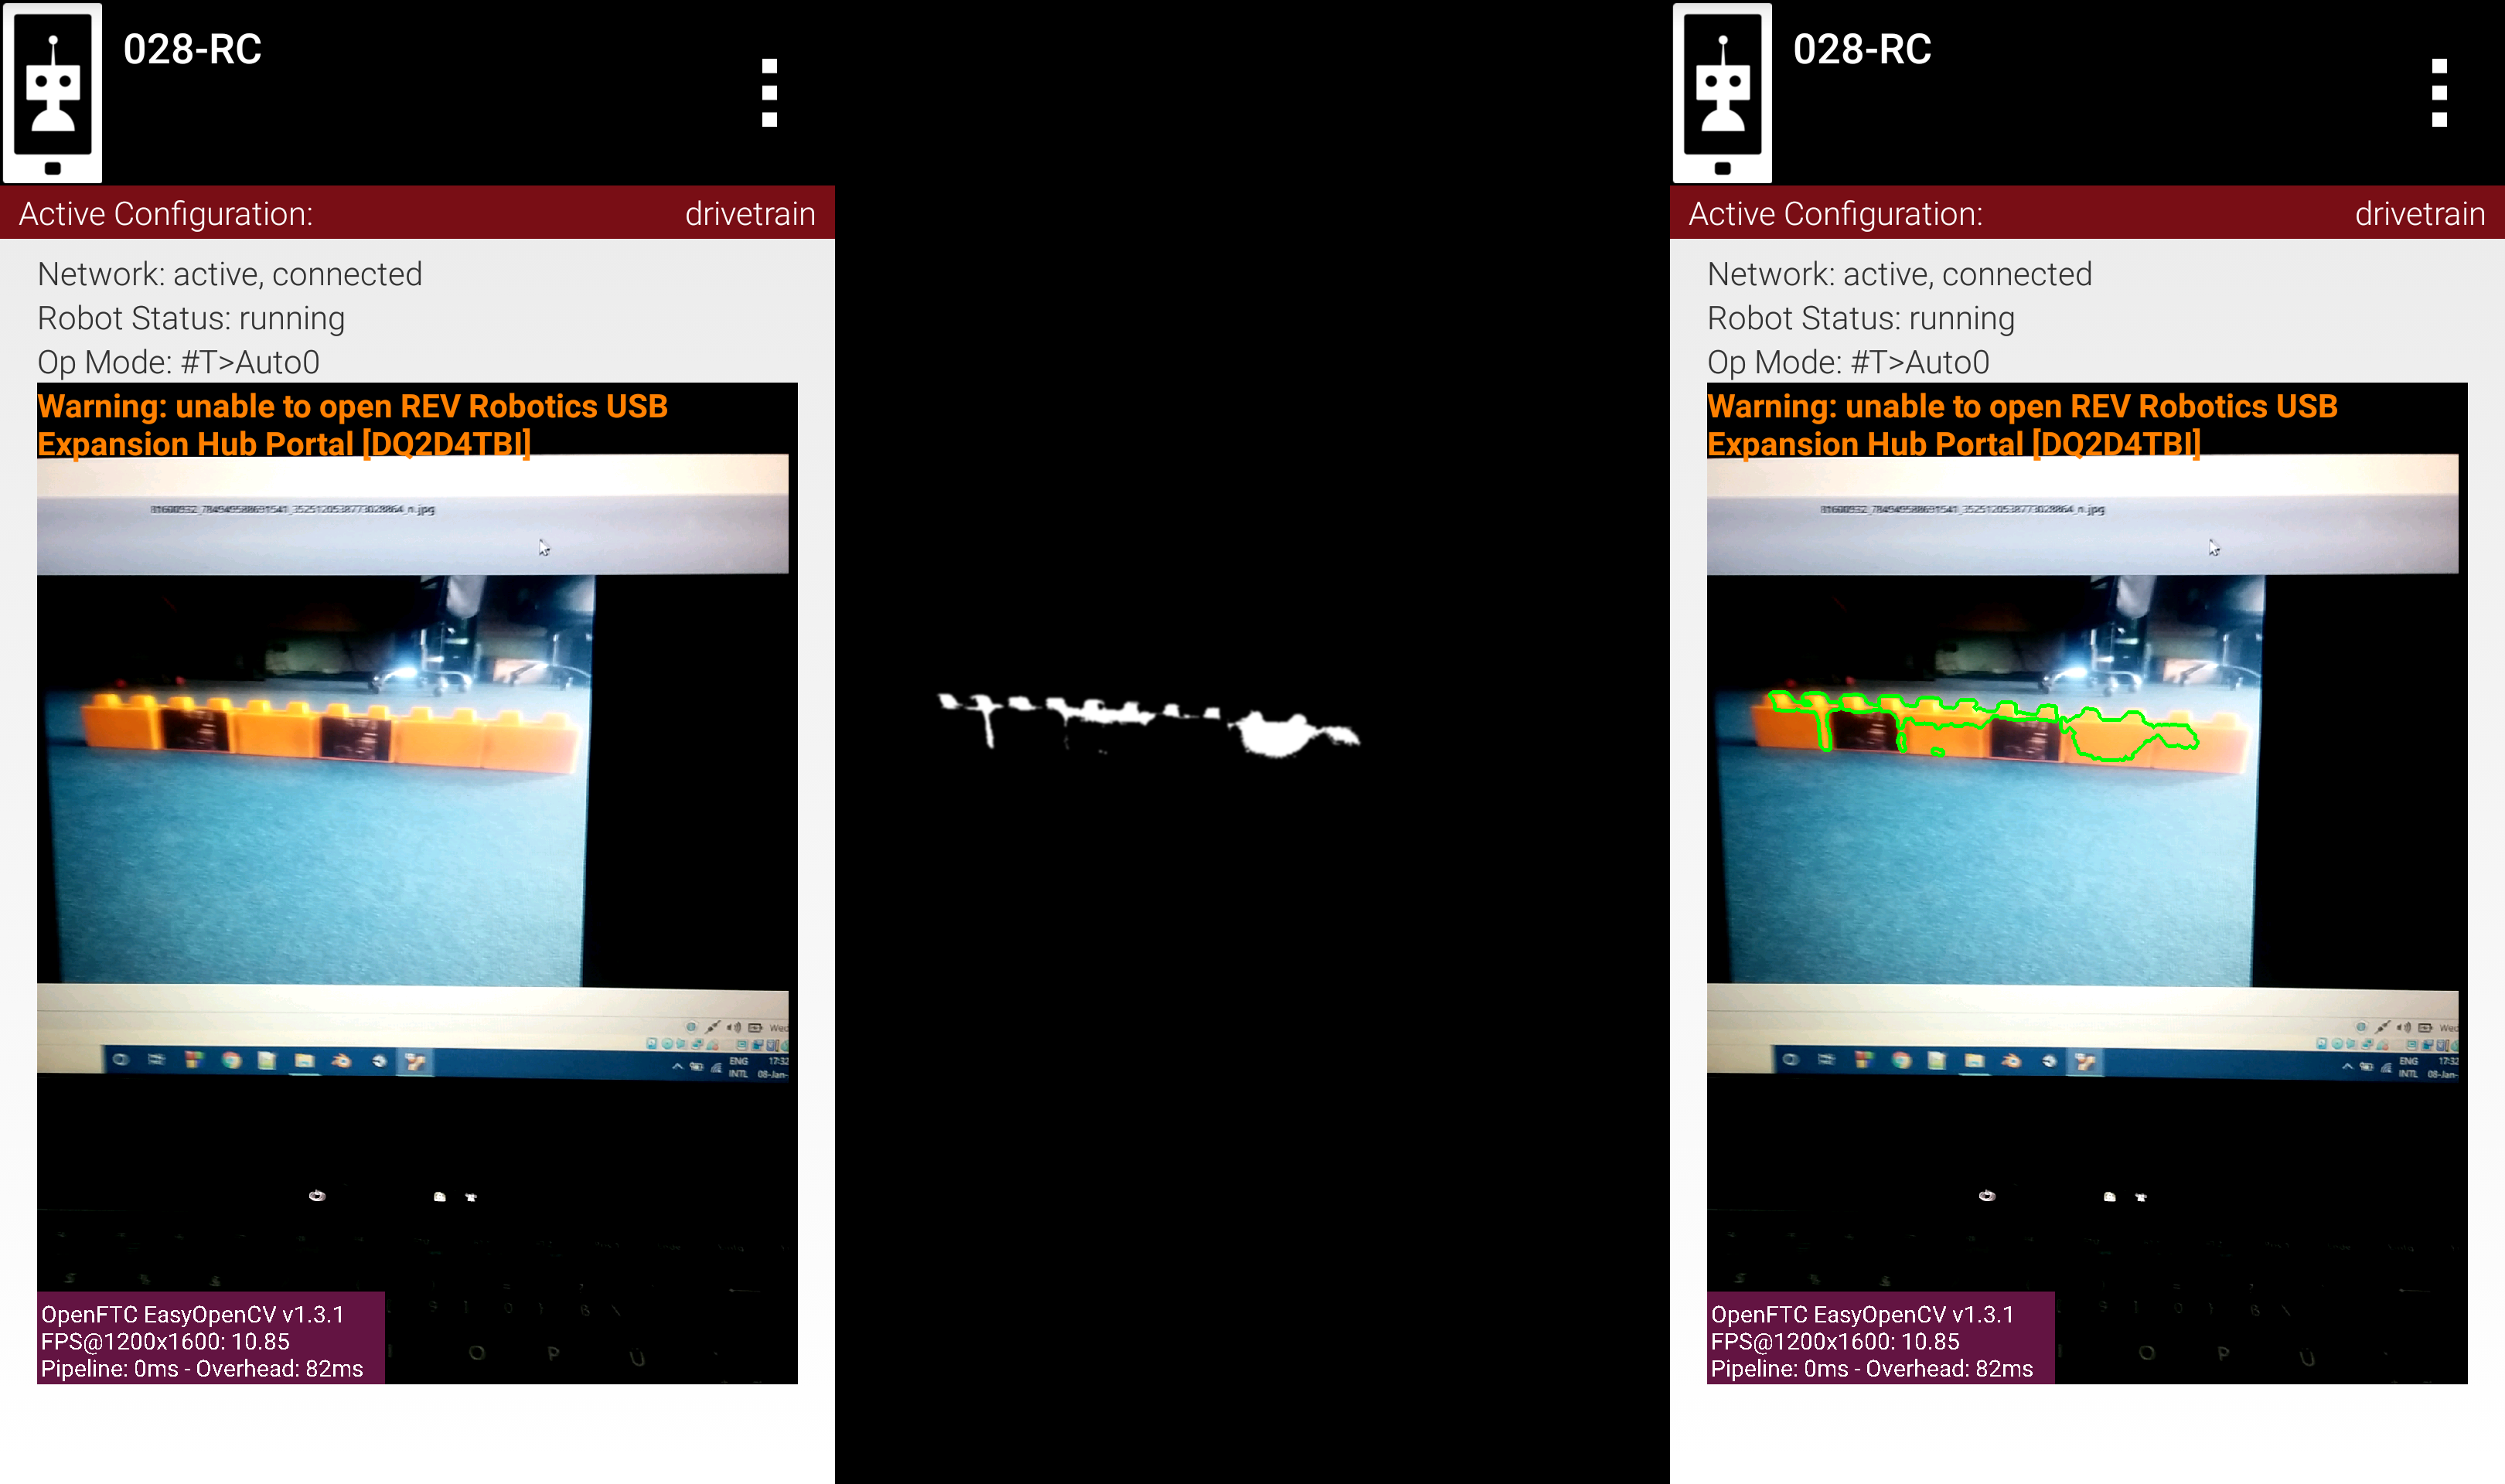 028-RC
Active Configuration: drivetrain
Network: active, connected
Robot Status: running
Op Mode: #T>Auto0
Warning: unable to open REV Robotics USB
Expansion Hub Portal [DQ2D4TBI]
ENG 17:32
INTL 08-Jan-
OpenFTC EasyOpenCV v1.3.1
FPS@1200x1600: 10.85
Pipeline: 0ms - Overhead: 82ms
O P Ü
028-RC
Active Configuration: drivetrain
Network: active, connected
Robot Status: running
Op Mode: #T>Auto0
Warning: unable to open REV Robotics USB
Expansion Hub Portal [DQ2D4TBI]
ENG 17:32
INTL 08-Jan-
OpenFTC EasyOpenCV v1.3.1
FPS@1200x1600: 10.85
Pipeline: 0ms - Overhead: 82ms
O P Ü